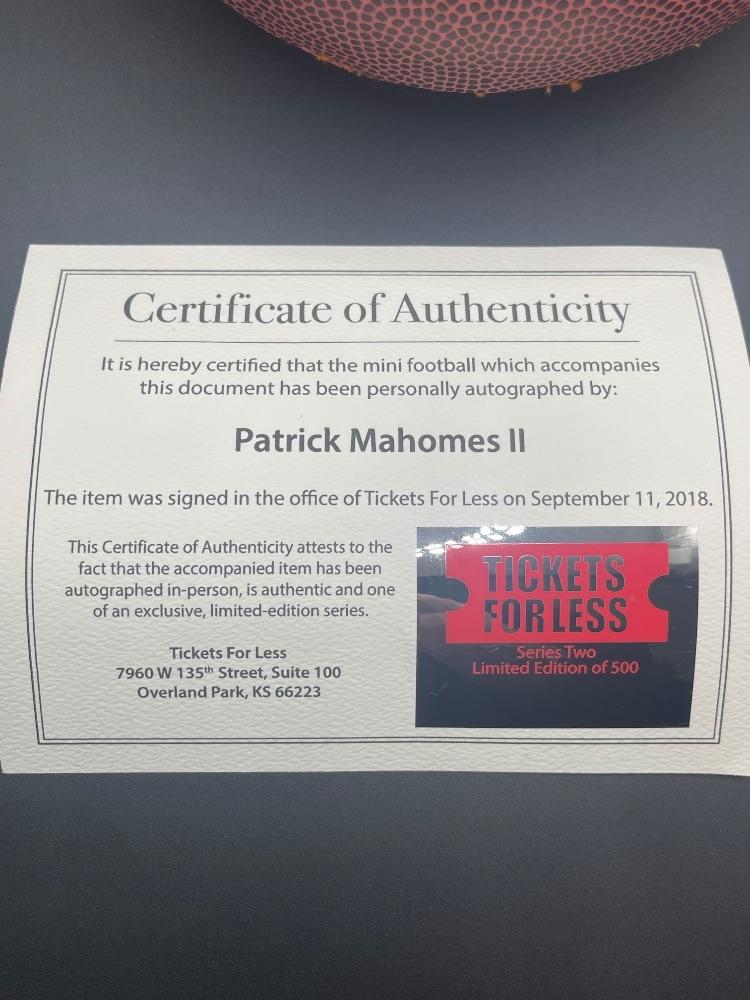 Certificate of Authenticity
It is hereby certified that the mini football which accompanies
this document has been personally autographed by:
Patrick Mahomes II
The item was signed in the office of Tickets For Less on September 11, 2018.
This Certificate of Authenticity attests to the
fact that the accompanied item has been
autographed in-person, is authentic and one
of an exclusive, limited-edition series.
Tickets For Less
7960 W 135th Street, Suite 100
Overland Park, KS 66223
TICKETS
FOR LESS
Series Two
Limited Edition of 500